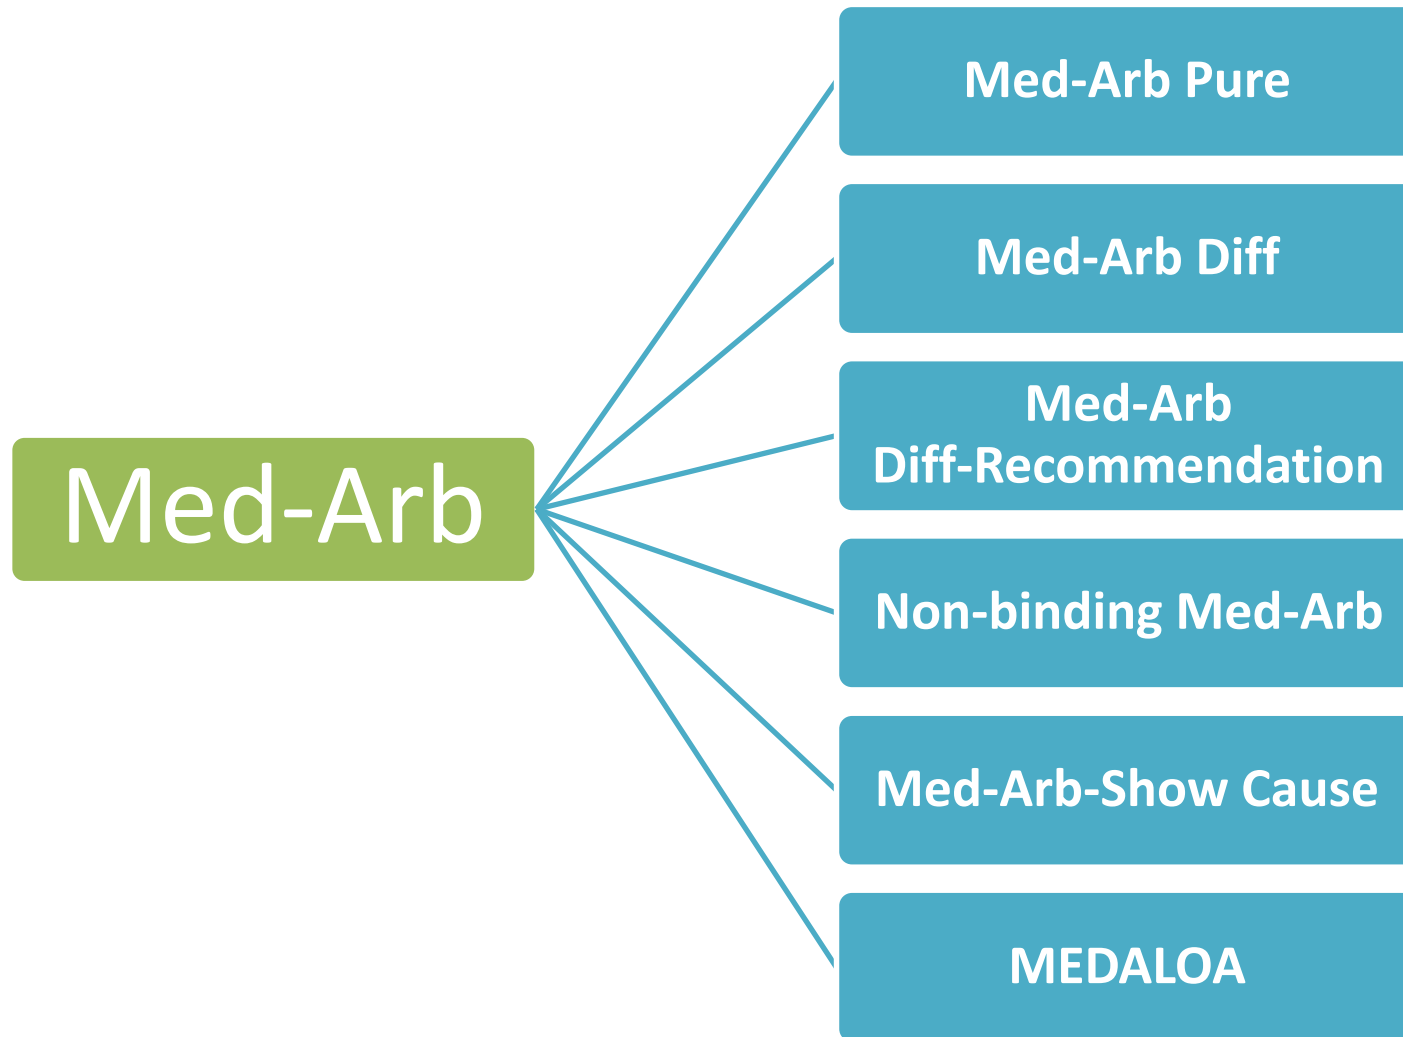 Med-Arb
Med-Arb Pure
Med-Arb Diff
Med-Arb
Diff-Recommendation
Non-binding Med-Arb
Med-Arb-Show Cause
MEDALOA